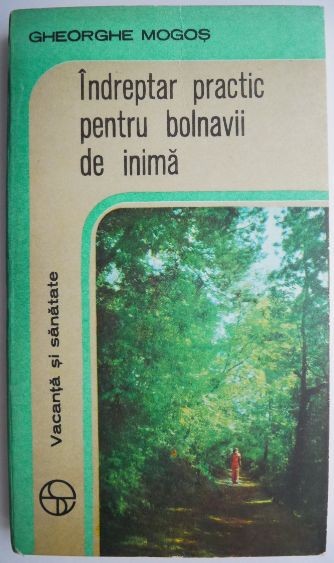 GHEORGHE MOGOȘ
Îndreptar practic
pentru bolnavii
de inimă
Vacanță și sănătate